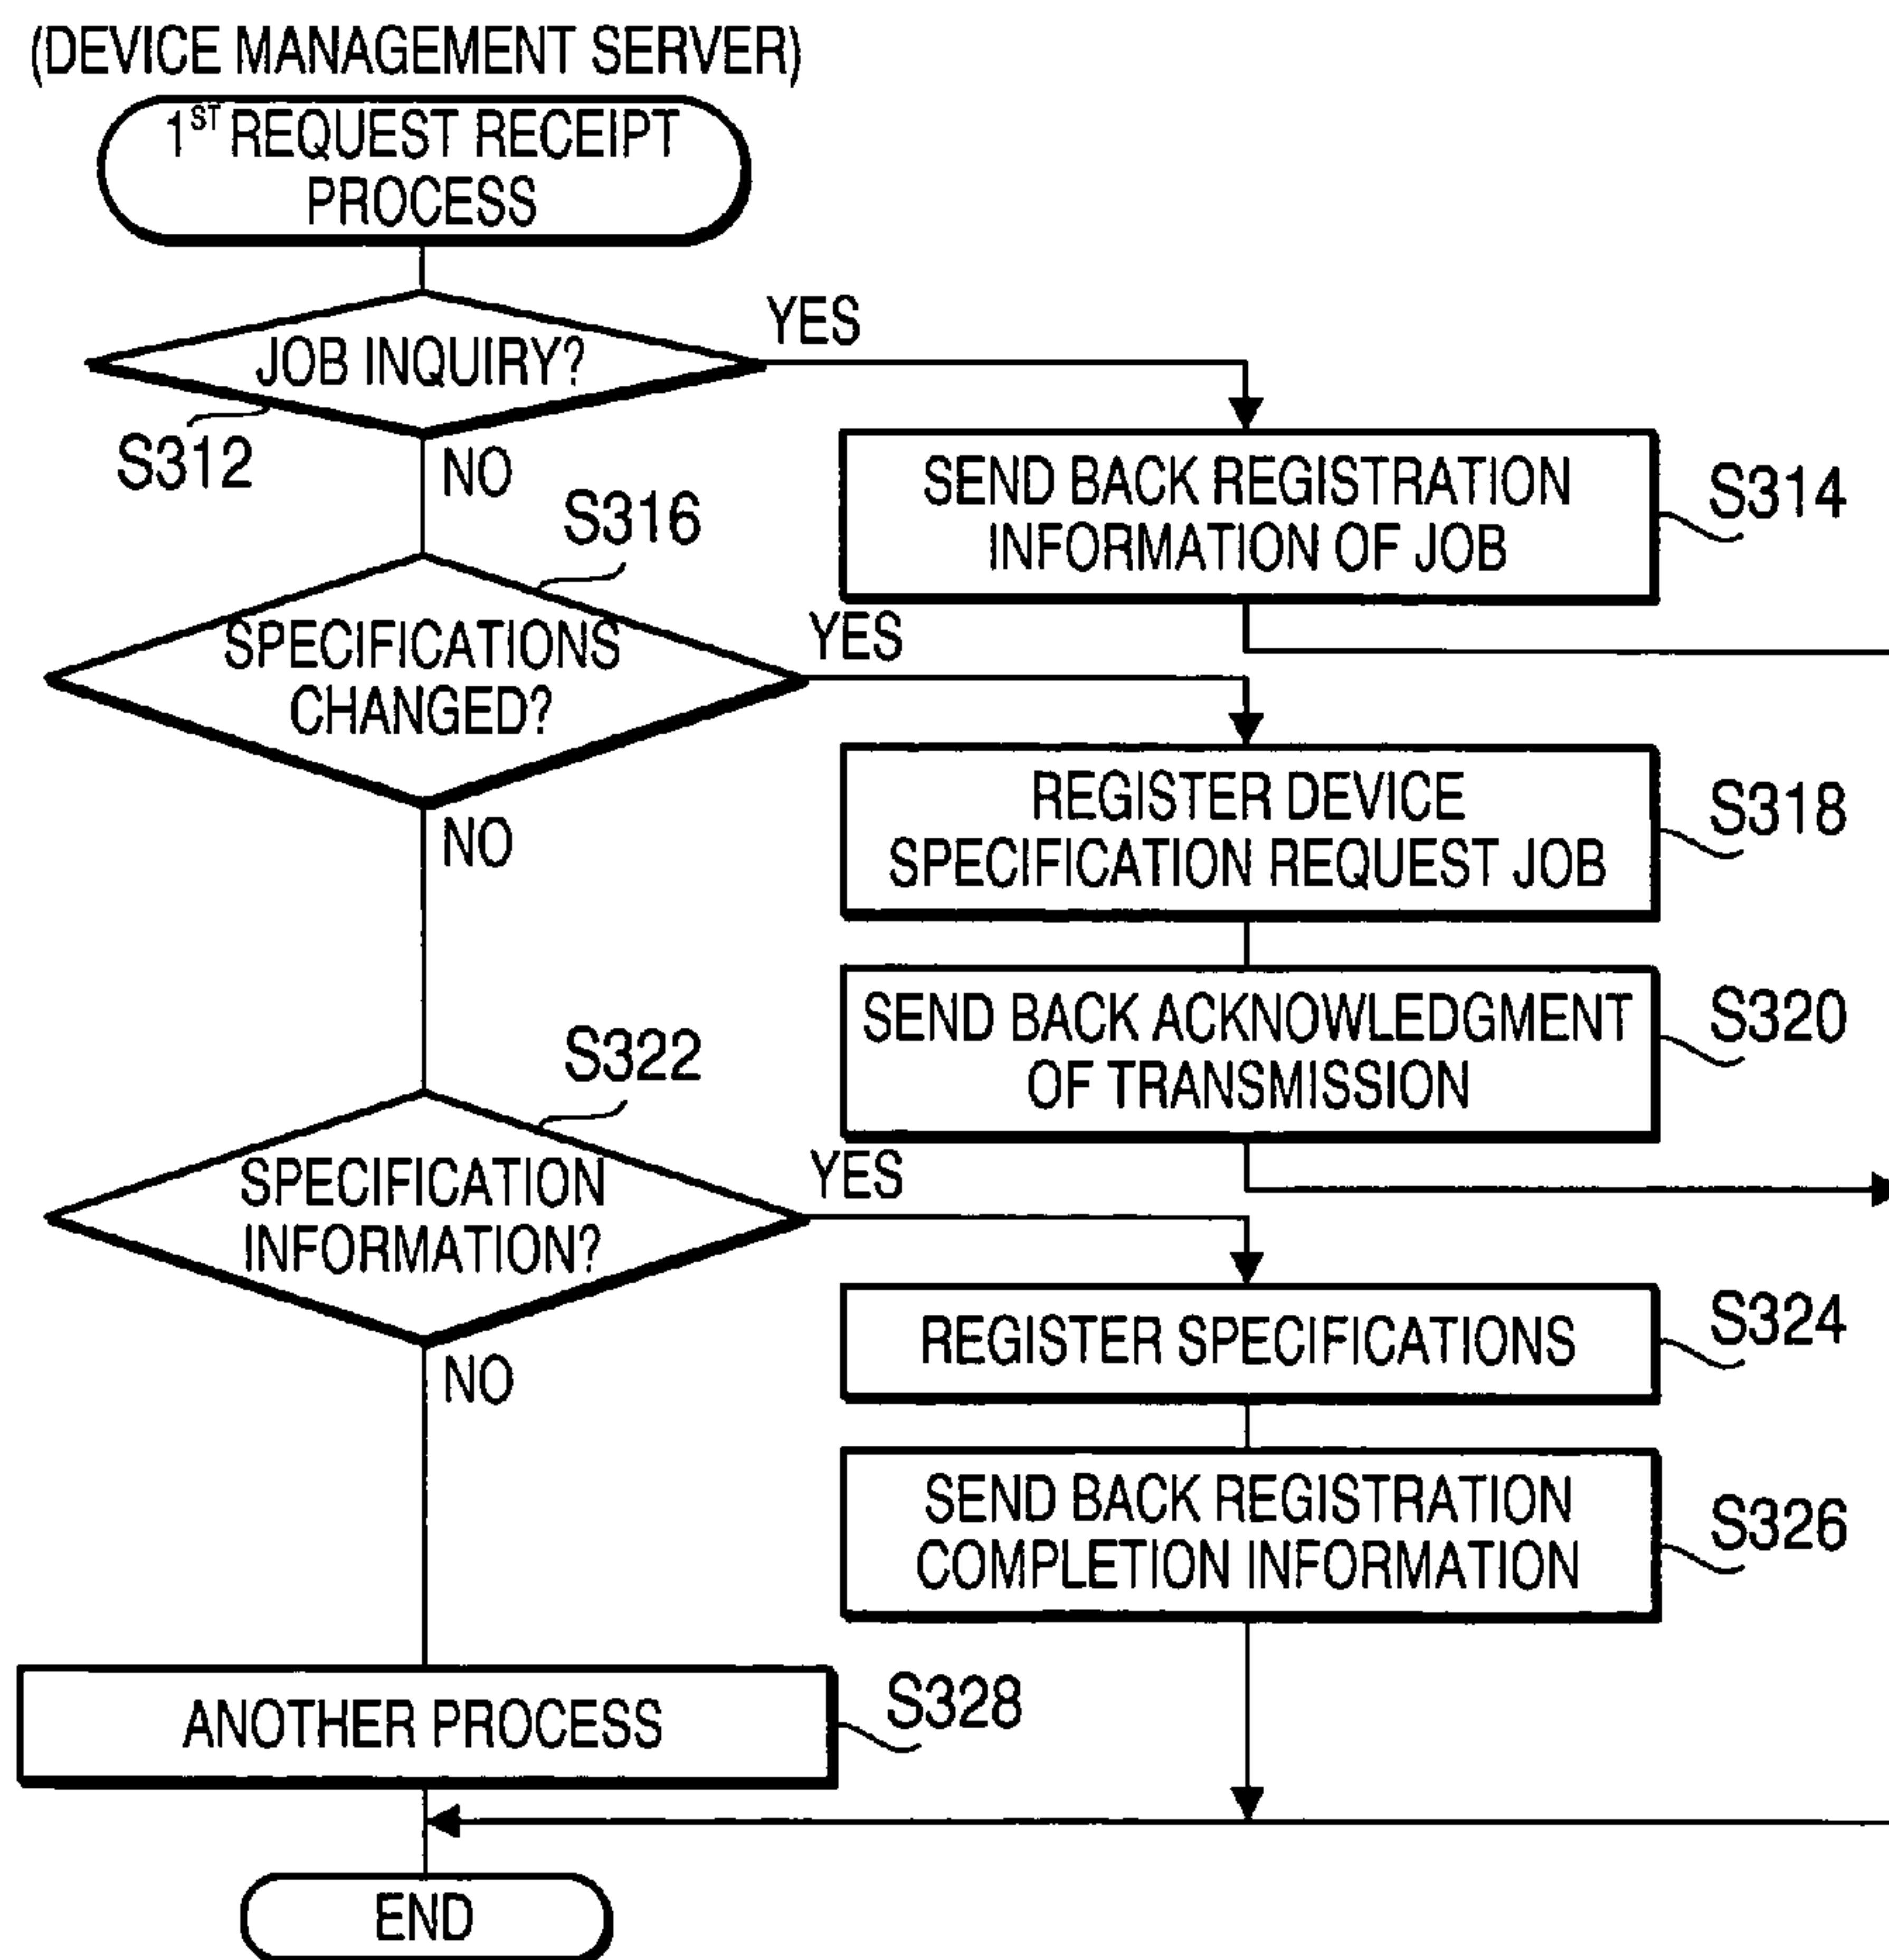 (DEVICE MANAGEMENT SERVER)
1ST REQUEST RECEIPT
PROCESS
JOB INQUIRY?
YES
S312
NO
SEND BACK REGISTRATION
INFORMATION OF JOB
S314
S316
SPECIFICATIONS
CHANGED?
YES
NO
REGISTER DEVICE
SPECIFICATION REQUEST JOB
S318
SEND BACK ACKNOWLEDGMENT
OF TRANSMISSION
S320
S322
SPECIFICATION
INFORMATION?
YES
NO
REGISTER SPECIFICATIONS
S324
SEND BACK REGISTRATION
COMPLETION INFORMATION
S326
ANOTHER PROCESS
S328
END